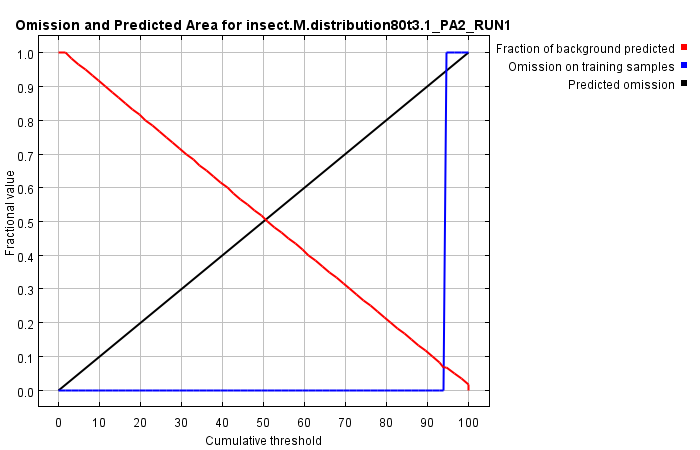 Omission and Predicted Area for insect.M.distribution80t3.1_PA2_RUN1
Fraction of background predicted
Omission on training samples
Predicted omission
1.0
0.9
0.8
0.7
0.6
0.5
0.4
0.3
0.2
0.1
0.0
Fractional value
0 10 20 30 40 50 60 70 80 90 100
Cumulative threshold